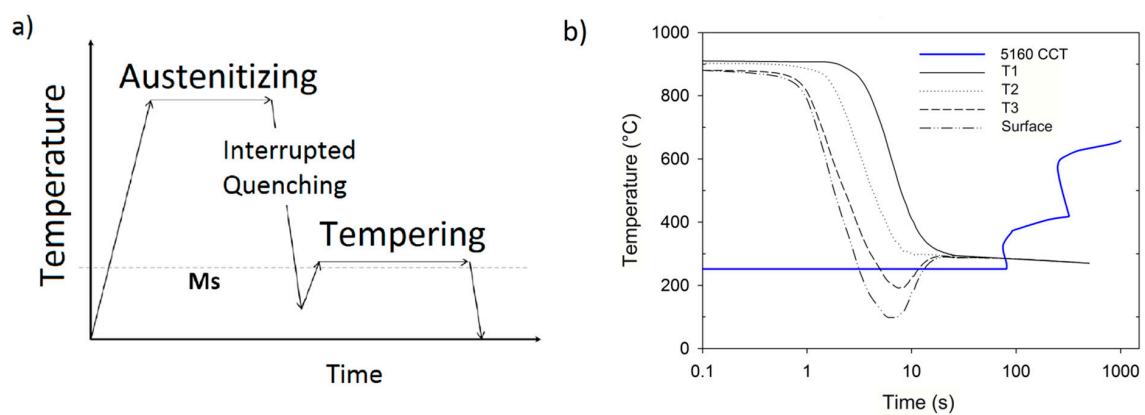 a)
Temperature
Austenitizing
Interrupted
Quenching
Tempering
Ms
Time
b)
Temperature (°C)
1000
800
600
400
200
0
5160 CCT
T1
T2
T3
Surface
0.1
1
10
100
1000
Time (s)